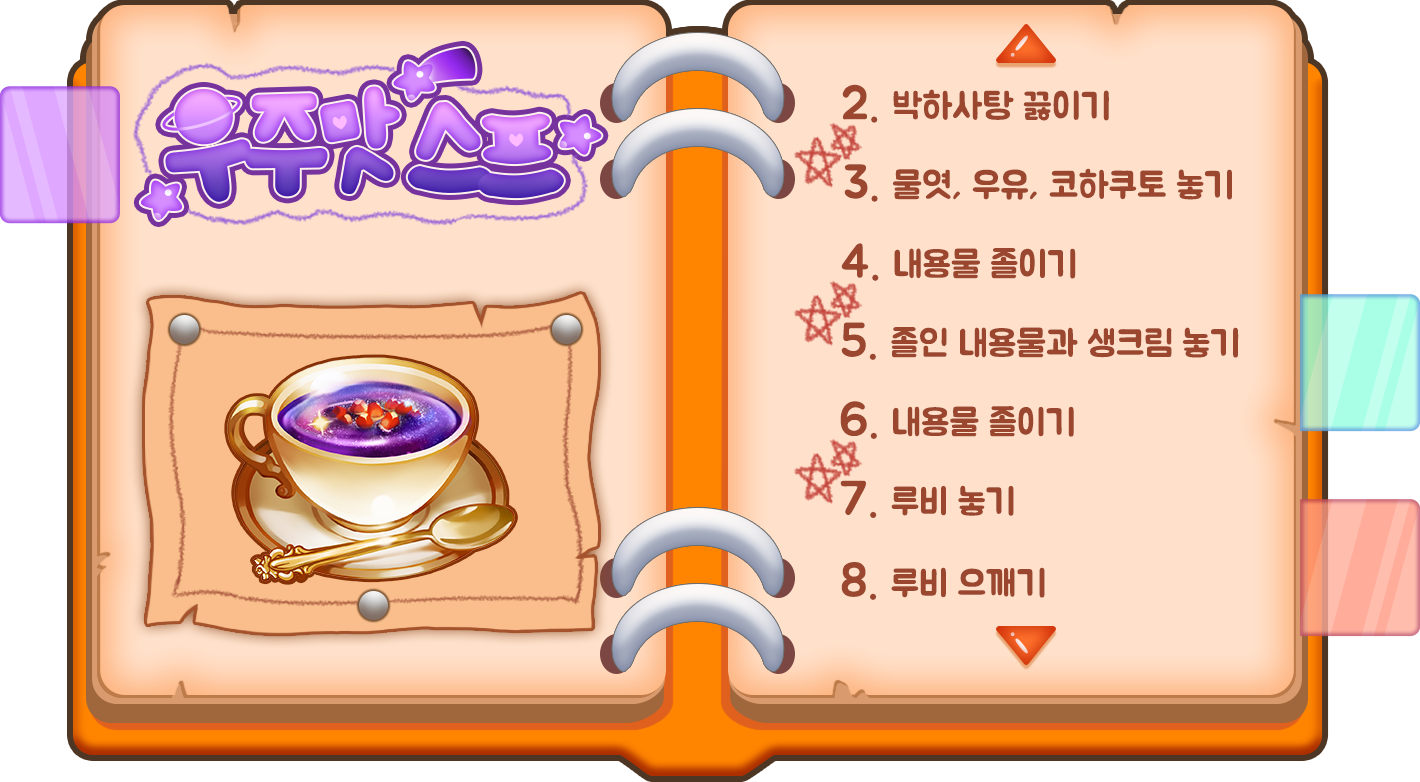 우주맛 스프
2. 박하사탕 끓이기
3. 물엿, 우유, 코하쿠토 놓기
4. 내용물 졸이기
5. 졸인 내용물과 생크림 놓기
6. 내용물 졸이기
7. 루비 놓기
8. 루비 으깨기